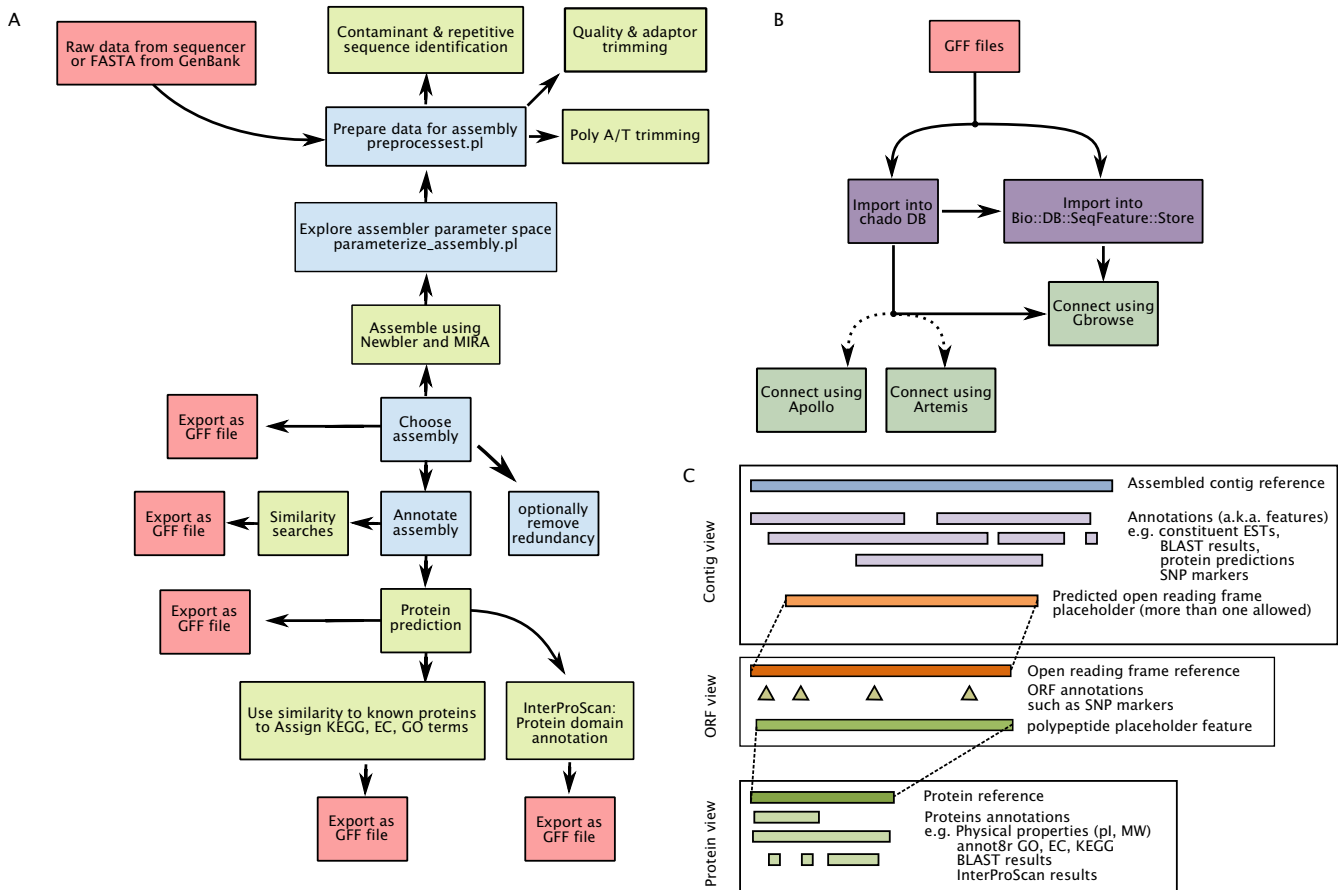 A
Raw data from sequencer
or FASTA from GenBank
Contaminant & repetitive
sequence identification
Quality & adaptor
trimming
Prepare data for assembly
preprocessest.pl
Poly A/T trimming
Explore assembler parameter space
parameterize_assembly.pl
Assemble using
Newbler and MIRA
Export as
GFF file
Choose
assembly
Export as
GFF file
Similarity
searches
Annotate
assembly
optionally
remove
redundancy
Export as
GFF file
Protein
prediction
Use similarity to known proteins
to Assign KEGG, EC, GO terms
InterProScan:
Protein domain
annotation
Export as
GFF file
Export as
GFF file
B
GFF files
Import into
chado DB
Import into
Bio::DB::SeqFeature::Store
Connect using
Gbrowse
Connect using
Apollo
Connect using
Artemis
C
Contig view
Assembled contig reference
Annotations (a.k.a. features)
e.g. constituent ESTs,
BLAST results,
protein predictions
SNP markers
Predicted open reading frame
placeholder (more than one allowed)
ORF view
Open reading frame reference
ORF annotations
such as SNP markers
polypeptide placeholder feature
Protein view
Protein reference
Proteins annotations
e.g. Physical properties (pI, MW)
annot8r GO, EC, KEGG
BLAST results
InterProScan results